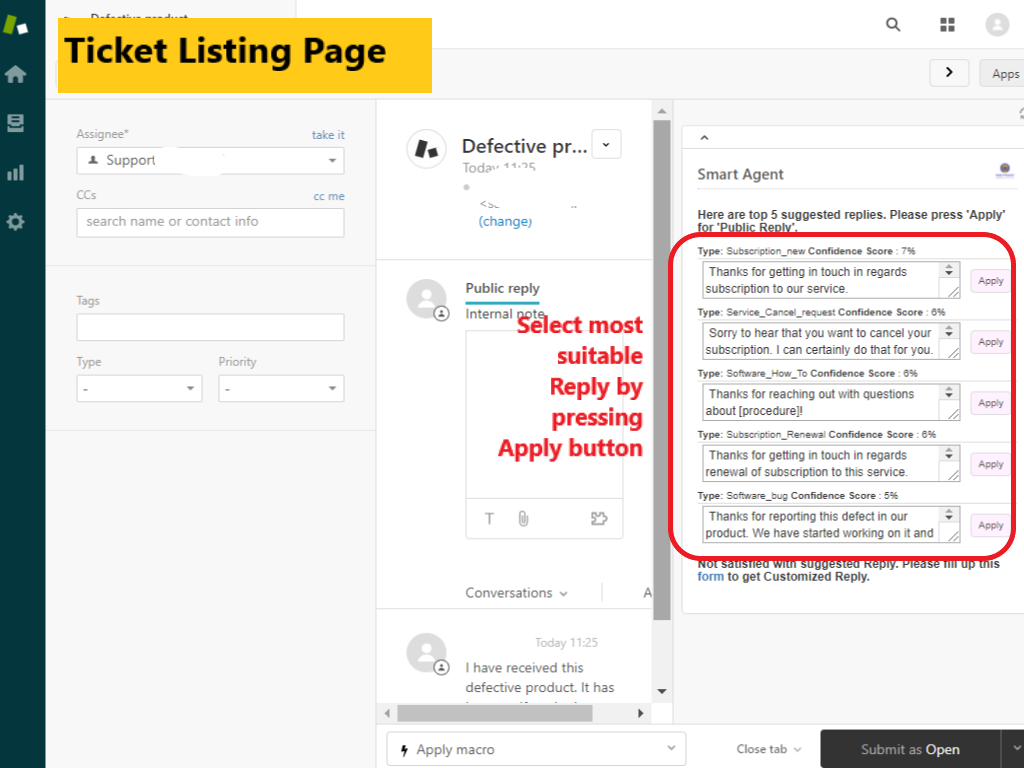 Defective product
Ticket Listing Page
Apps
Assignee*
take it
Support
CCs
cc me
search name or contact info
Tags
Type
Priority
-
-
Defective pr...
Today 11:25
(change)
Public reply
Internal note
Select most
suitable
Reply by
pressing
Apply button
T
Conversations
Today 11:25
I have received this
defective product. It has
Apply macro
Close tab
Submit as Open
Smart Agent
Here are top 5 suggested replies. Please press 'Apply'
for 'Public Reply'.
Type: Subscription_new Confidence Score : 7%
Thanks for getting in touch in regards
subscription to our service.
Apply
Type: Service_Cancel_request Confidence Score : 6%
Sorry to hear that you want to cancel your
subscription. I can certainly do that for you.
Apply
Type: Software_How_To Confidence Score : 6%
Thanks for reaching out with questions
about [procedure]!
Apply
Type: Subscription_Renewal Confidence Score : 6%
Thanks for getting in touch in regards
renewal of subscription to this service.
Apply
Type: Software_bug Confidence Score : 5%
Thanks for reporting this defect in our
product. We have started working on it and
Apply
Not satisfied with suggested Reply. Please fill up this
form to get Customized Reply.